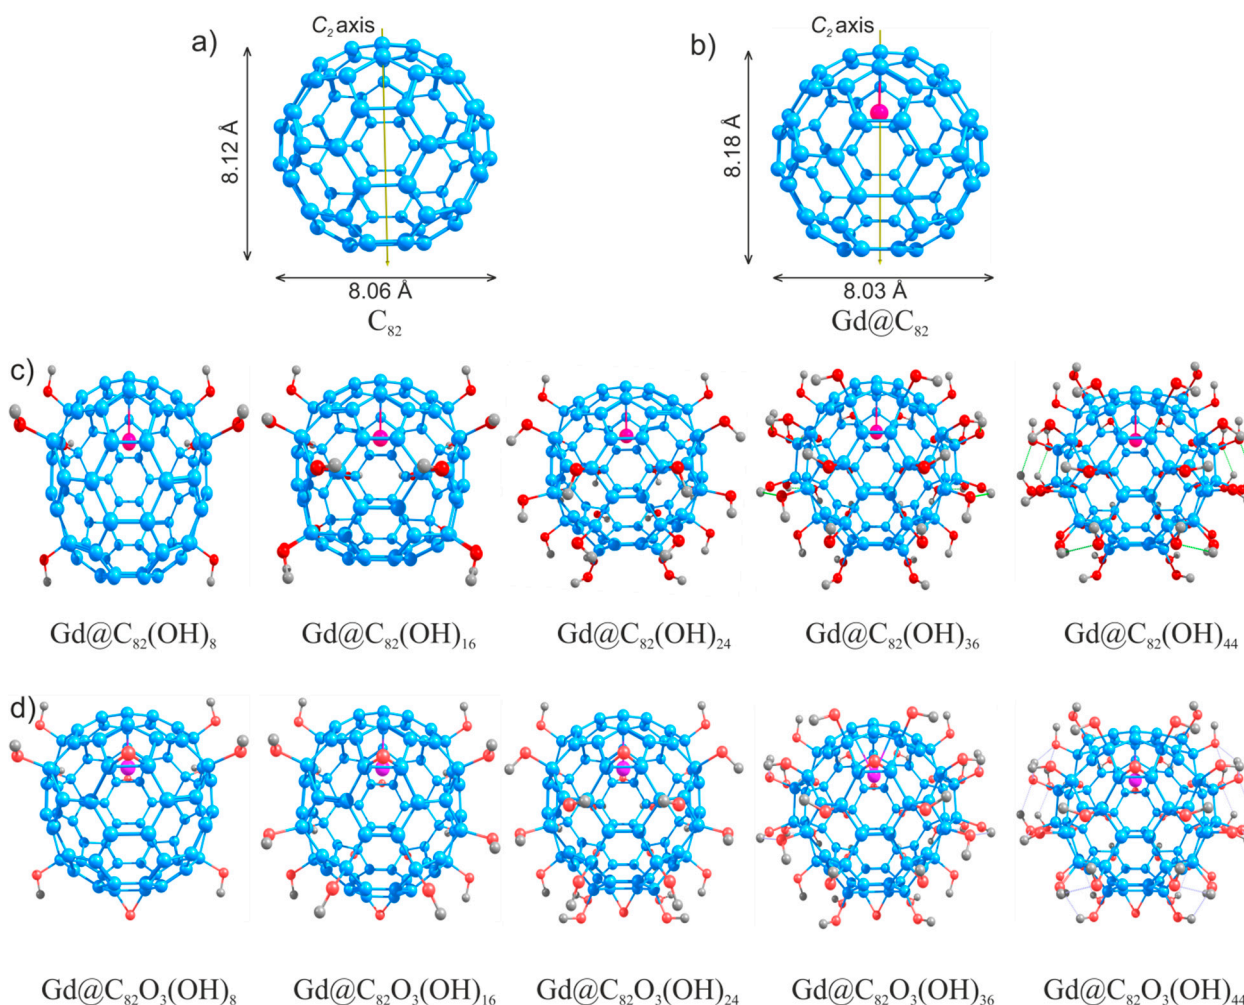 a)
C₂ axis
8.12 Å
8.06 Å
C₈₂
b)
C₂ axis
8.18 Å
8.03 Å
Gd@C₈₂
c)
Gd@C₈₂(OH)₈
Gd@C₈₂(OH)₁₆
Gd@C₈₂(OH)₂₄
Gd@C₈₂(OH)₃₆
Gd@C₈₂(OH)₄₄
d)
Gd@C₈₂O₃(OH)₈
Gd@C₈₂O₃(OH)₁₆
Gd@C₈₂O₃(OH)₂₄
Gd@C₈₂O₃(OH)₃₆
Gd@C₈₂O₃(OH)₄₄